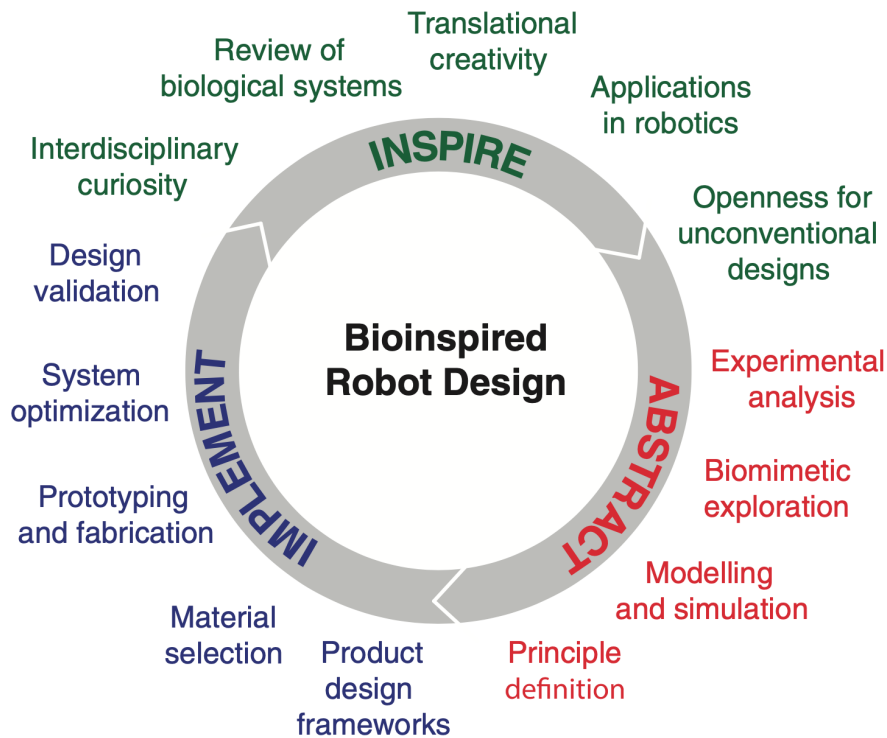 Translational
creativity
Review of
biological systems
Applications
in robotics
Interdisciplinary
curiosity
INSPIRE
Openness for
unconventional
designs
Design
validation
Bioinspired
Robot Design
Experimental
analysis
System
optimization
IMPLEMENT
ABSTRACT
Biomimetic
exploration
Prototyping
and fabrication
Modelling
and simulation
Material
selection
Product
design
frameworks
Principle
definition